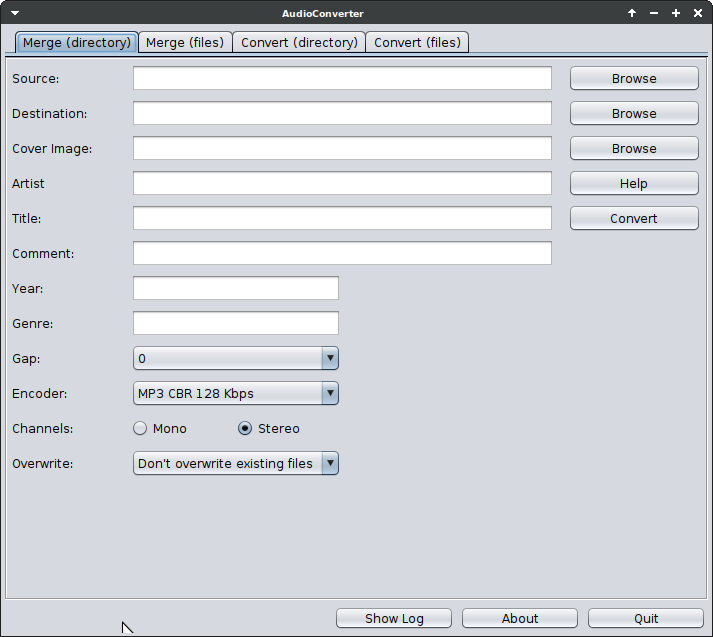 AudioConverter
Merge (directory) Merge (files) Convert (directory) Convert (files)
Source: Browse
Destination: Browse
Cover Image: Browse
Artist Help
Title: Convert
Comment:
Year:
Genre:
Gap: 0
Encoder: MP3 CBR 128 Kbps
Channels: Mono Stereo
Overwrite: Don't overwrite existing files
Show Log About Quit